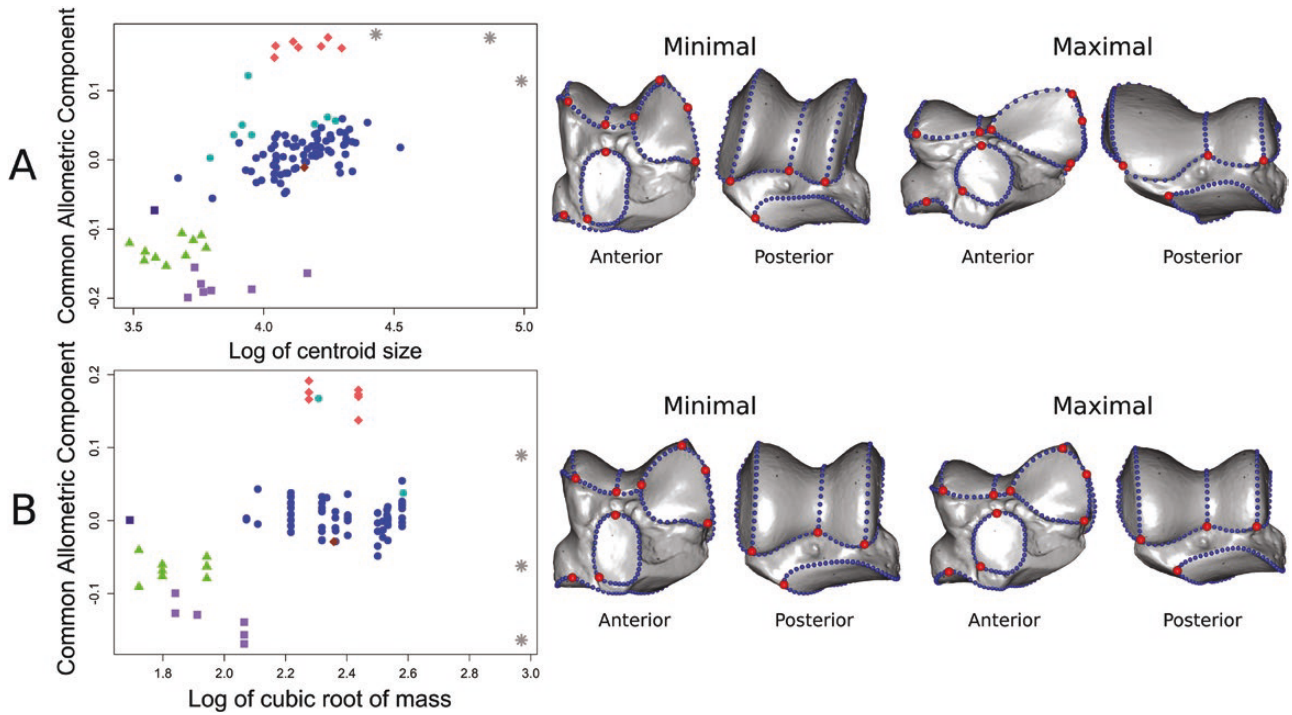 A
Common Allometric Component
0.1
0.0
-0.1
-0.2
3.5 4.0 4.5 5.0
Log of centroid size
Minimal Maximal
Anterior Posterior Anterior Posterior
B
Common Allometric Component
0.2
0.1
0.0
-0.1
1.8 2.0 2.2 2.4 2.6 2.8 3.0
Log of cubic root of mass
Minimal Maximal
Anterior Posterior Anterior Posterior